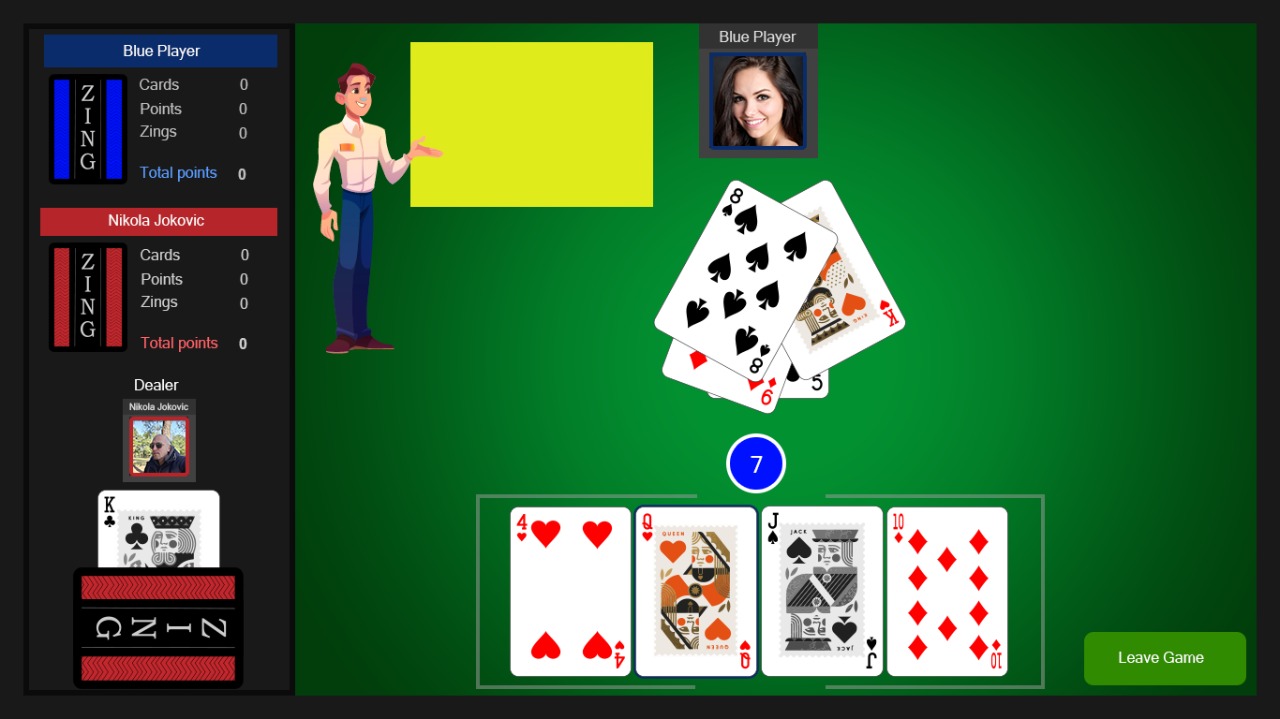 Blue Player
ZING
Cards 0
Points 0
Zings 0
Total points 0
Nikola Jokovic
ZING
Cards 0
Points 0
Zings 0
Total points 0
Dealer
Nikola Jokovic
K
KING
ZING
Blue Player
8
8
KING
K
6
5
7
4
4
Q
QUEEN
QUEEN
Q
J
JACK
JACK
J
10
10
Leave Game